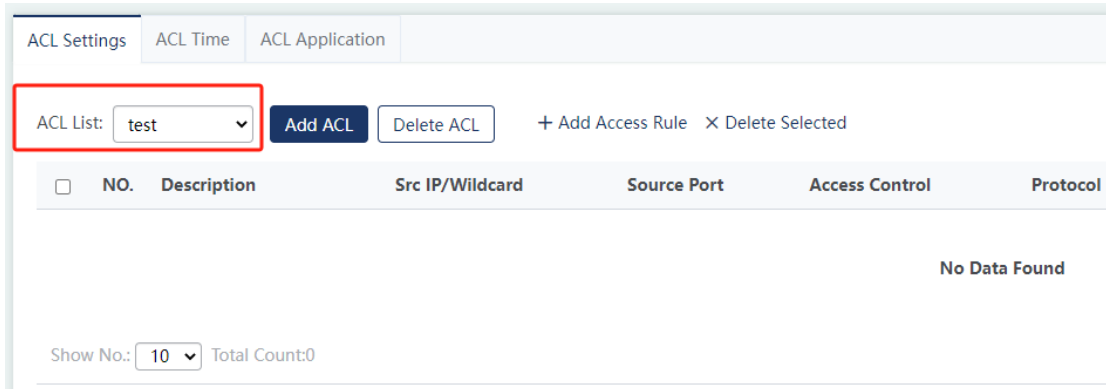 ACL Settings ACL Time ACL Application
ACL List: test Add ACL Delete ACL + Add Access Rule × Delete Selected
NO. Description Src IP/Wildcard Source Port Access Control Protocol
No Data Found
Show No.: 10 Total Count:0